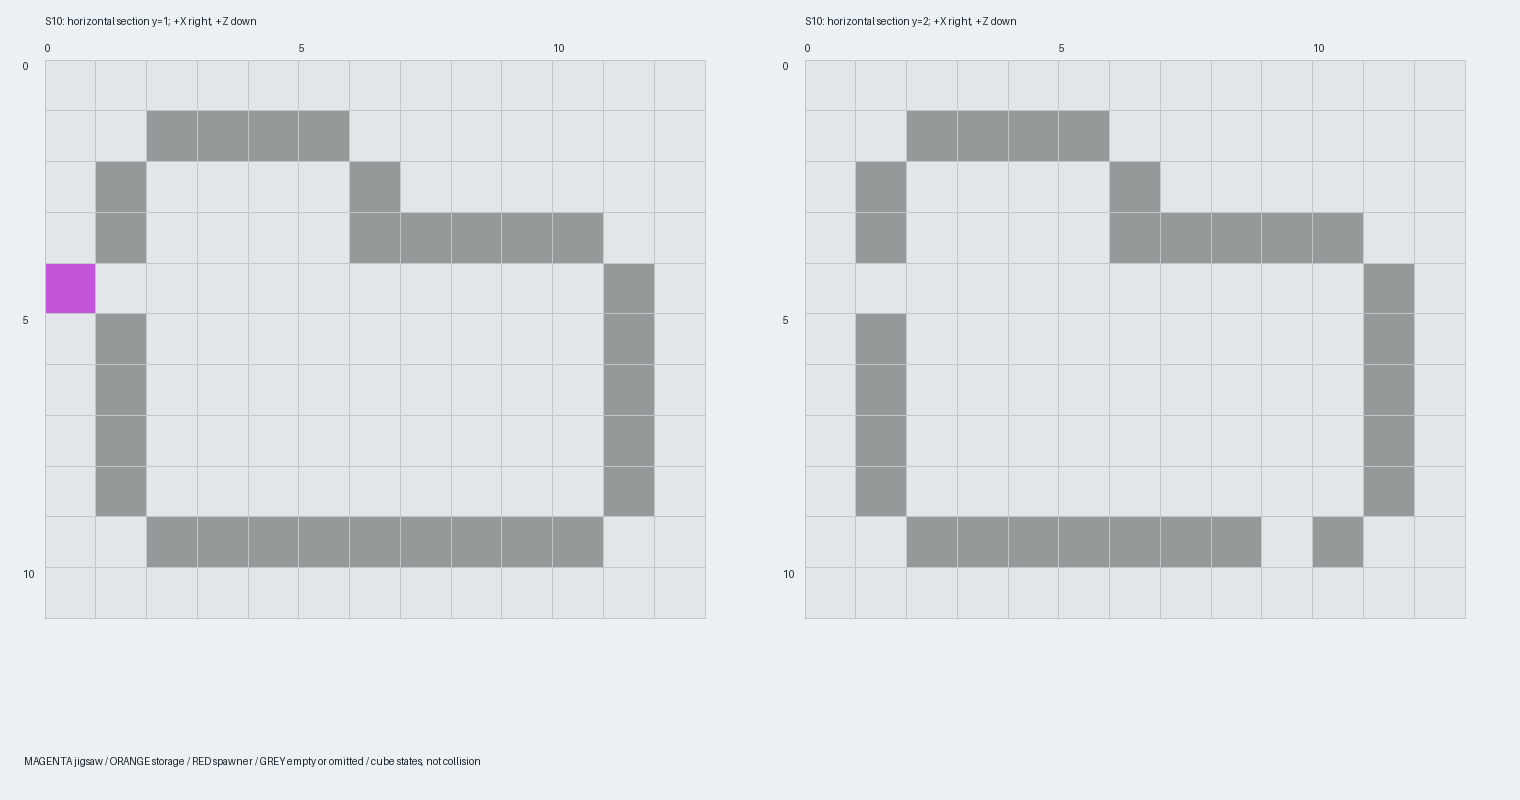 S10: horizontal section y=1; +X right, +Z down
S10: horizontal section y=2; +X right, +Z down
0 5 10
0 5 10
0 0
5 5
10 10
MAGENTA jigsaw / ORANGE storage / RED spawner / GREY empty or omitted / cube states, not collision